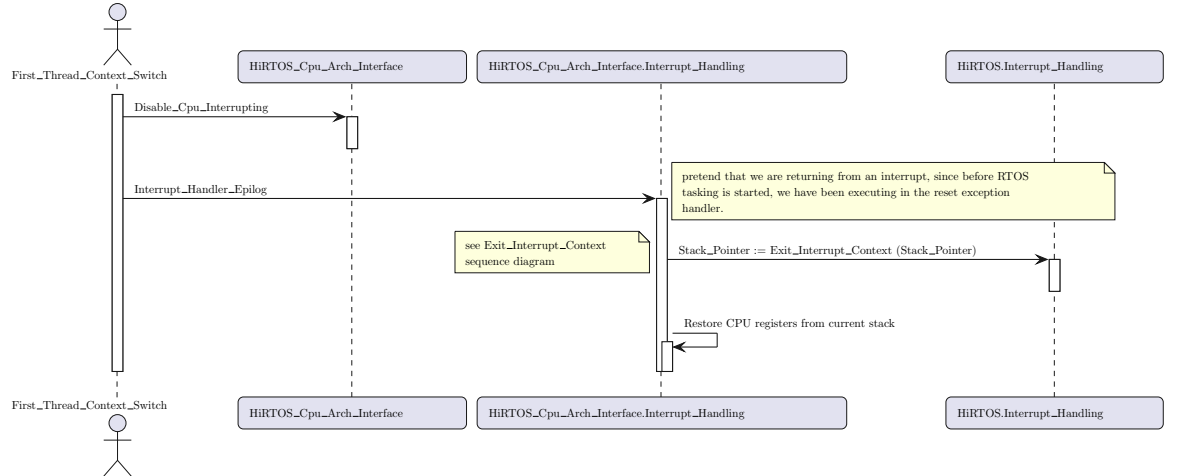 First_Thread_Context_Switch
HiRTOS_Cpu_Arch_Interface
HiRTOS_Cpu_Arch_Interface.Interrupt_Handling
HiRTOS.Interrupt_Handling
Disable_Cpu_Interrupting
Interrupt_Handler_Epilog
pretend that we are returning from an interrupt, since before RTOS
tasking is started, we have been executing in the reset exception
handler.
see Exit_Interrupt_Context
sequence diagram
Stack_Pointer := Exit_Interrupt_Context (Stack_Pointer)
Restore CPU registers from current stack
First_Thread_Context_Switch
HiRTOS_Cpu_Arch_Interface
HiRTOS_Cpu_Arch_Interface.Interrupt_Handling
HiRTOS.Interrupt_Handling